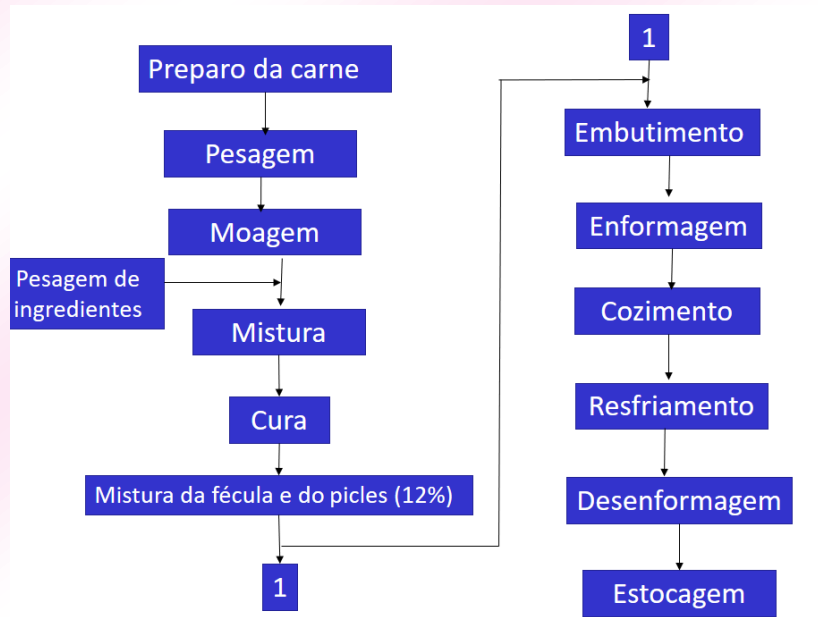 Preparo da carne
Pesagem
Moagem
Pesagem de
ingredientes
Mistura
Cura
Mistura da fécula e do picles (12%)
1
1
Embutimento
Enformagem
Cozimento
Resfriamento
Desenformagem
Estocagem